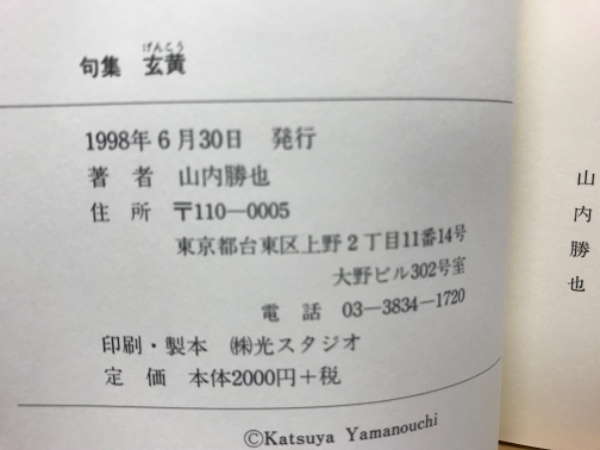 げんこう
句集 玄黄
1998年6月30日 発行
著者 山内勝也
住所 〒110―0005
東京都台東区上野2丁目11番14号
大野ビル302号室
電話 03―3834―1720
印刷・製本 ㈱光スタジオ
定価 本体2000円+税
©Katsuya Yamanouchi
山内勝也